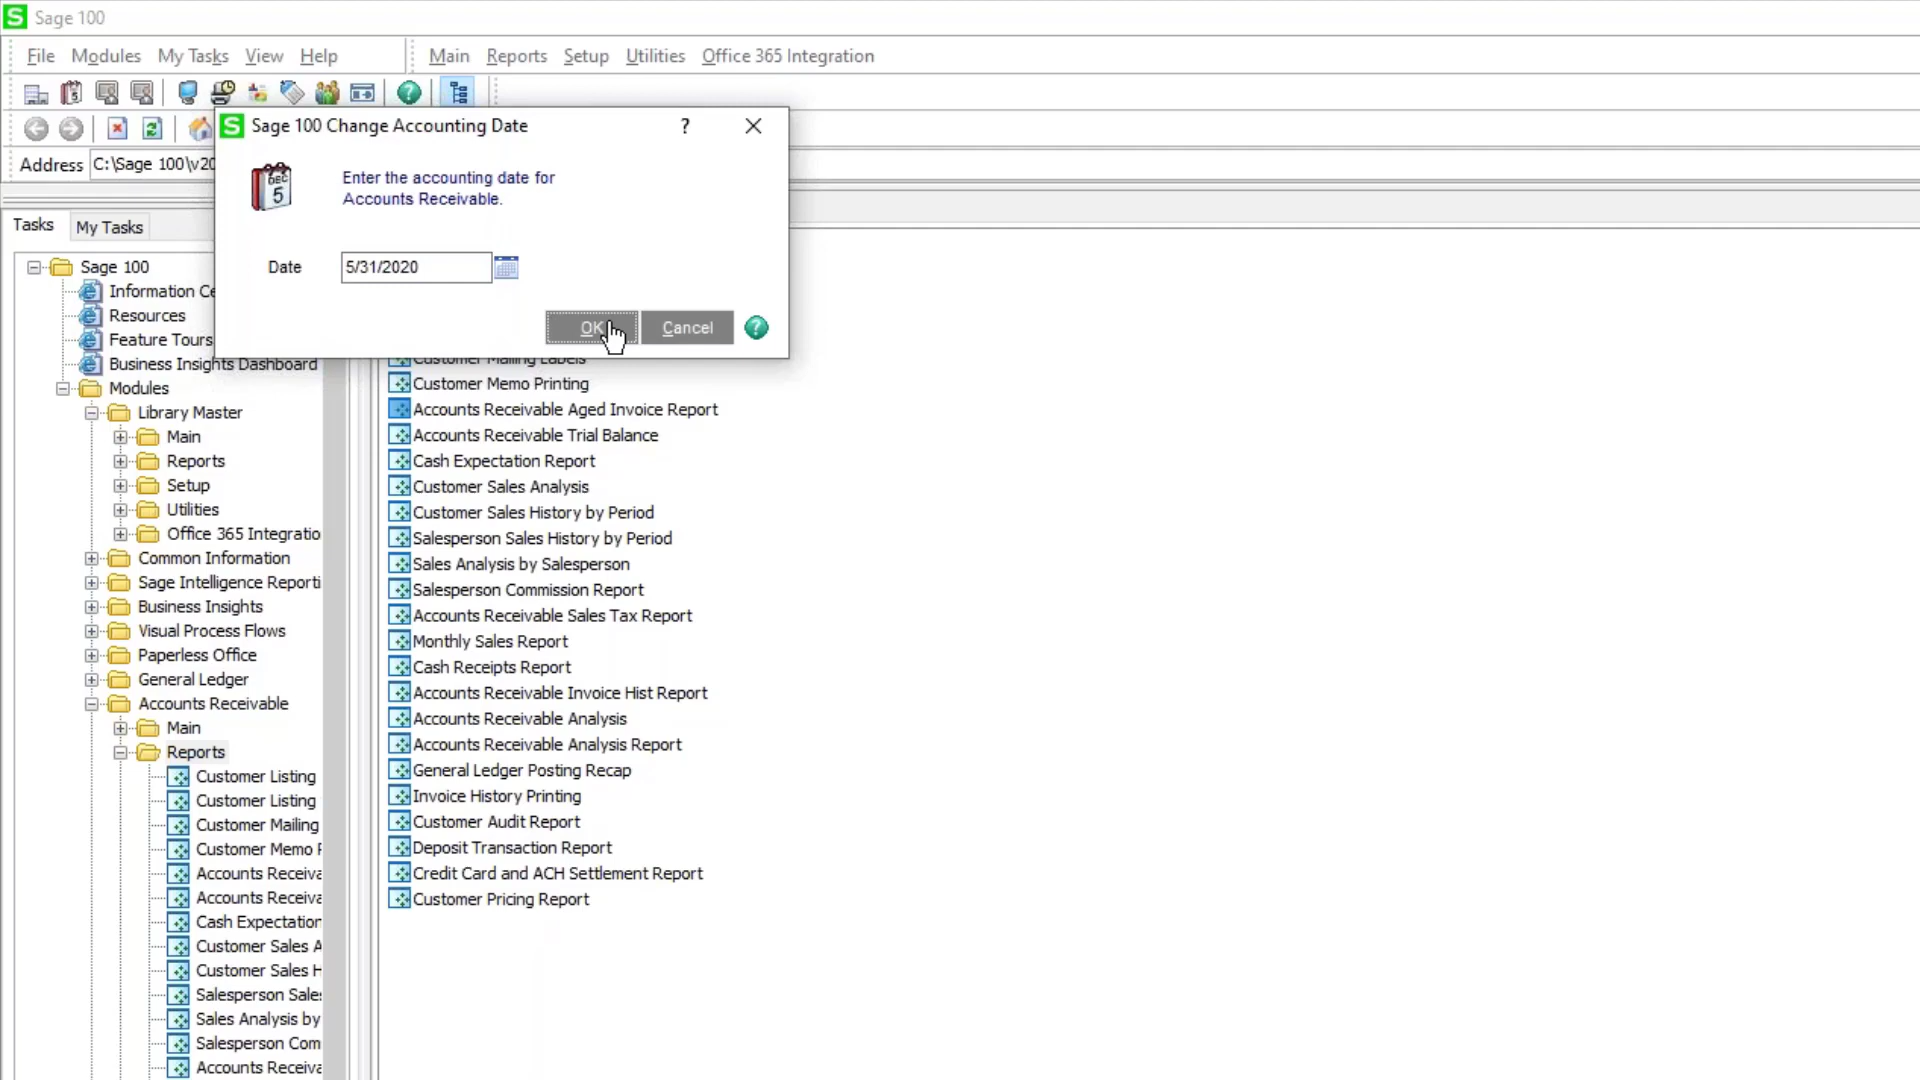 Sage 100
File Modules My Tasks View Help Main Reports Setup Utilities Office 365 Integration
Sage 100 Change Accounting Date ?
Address C:\Sage 100\v20
DEC
5
Enter the accounting date for
Accounts Receivable.
Date 5/31/2020
OK Cancel
Tasks My Tasks
Sage 100
Information Ce
Resources
Feature Tours
Business Insights Dashboard
Modules
Library Master
Main
Reports
Setup
Utilities
Office 365 Integratio
Common Information
Sage Intelligence Reporti
Business Insights
Visual Process Flows
Paperless Office
General Ledger
Accounts Receivable
Main
Reports
Customer Listing
Customer Listing
Customer Mailing
Customer Memo P
Accounts Receiva
Accounts Receiva
Cash Expectation
Customer Sales A
Customer Sales H
Salesperson Sale
Sales Analysis by
Salesperson Com
Accounts Receiva
Customer Mailing Labels
Customer Memo Printing
Accounts Receivable Aged Invoice Report
Accounts Receivable Trial Balance
Cash Expectation Report
Customer Sales Analysis
Customer Sales History by Period
Salesperson Sales History by Period
Sales Analysis by Salesperson
Salesperson Commission Report
Accounts Receivable Sales Tax Report
Monthly Sales Report
Cash Receipts Report
Accounts Receivable Invoice Hist Report
Accounts Receivable Analysis
Accounts Receivable Analysis Report
General Ledger Posting Recap
Invoice History Printing
Customer Audit Report
Deposit Transaction Report
Credit Card and ACH Settlement Report
Customer Pricing Report